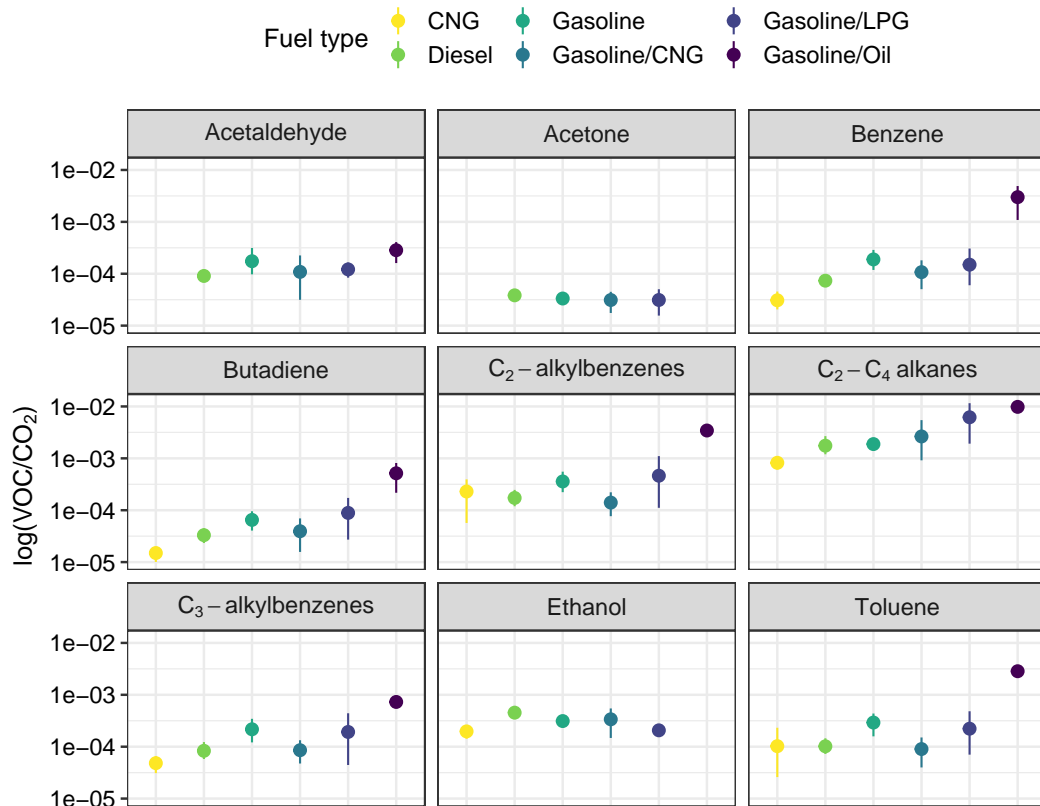 Fuel type
CNG
Gasoline
Gasoline/LPG
Diesel
Gasoline/CNG
Gasoline/Oil
Acetaldehyde
Acetone
Benzene
1e−02
1e−03
1e−04
1e−05
Butadiene
C₂ – alkylbenzenes
C₂ – C₄ alkanes
1e−02
1e−03
1e−04
1e−05
log(VOC/CO₂)
C₃ – alkylbenzenes
Ethanol
Toluene
1e−02
1e−03
1e−04
1e−05